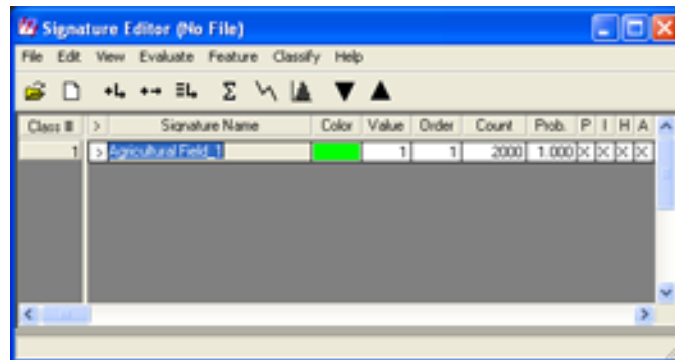 Signature Editor (No File)
File Edit View Evaluate Feature Classify Help
Σ
Class # > Signature Name Color Value Order Count Prob. P I H A
1 > Agricultural Field_1 1 1 2000 1.000 X X X X